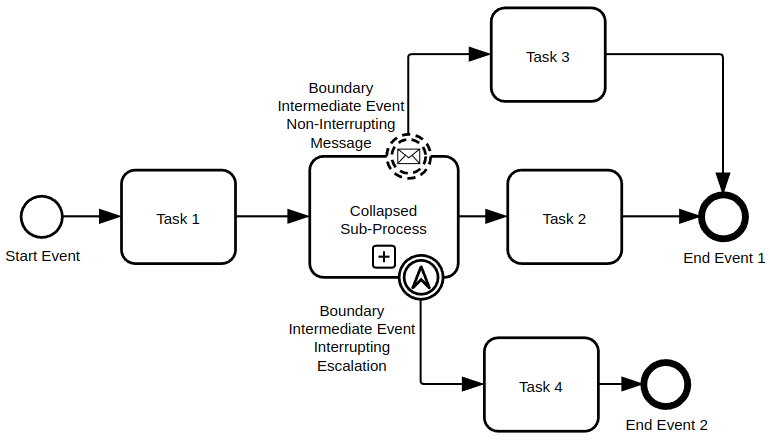 Task 3
Boundary
Intermediate Event
Non-Interrupting
Message
Start Event
Task 1
Collapsed
Sub-Process
Task 2
End Event 1
Boundary
Intermediate Event
Interrupting
Escalation
Task 4
End Event 2